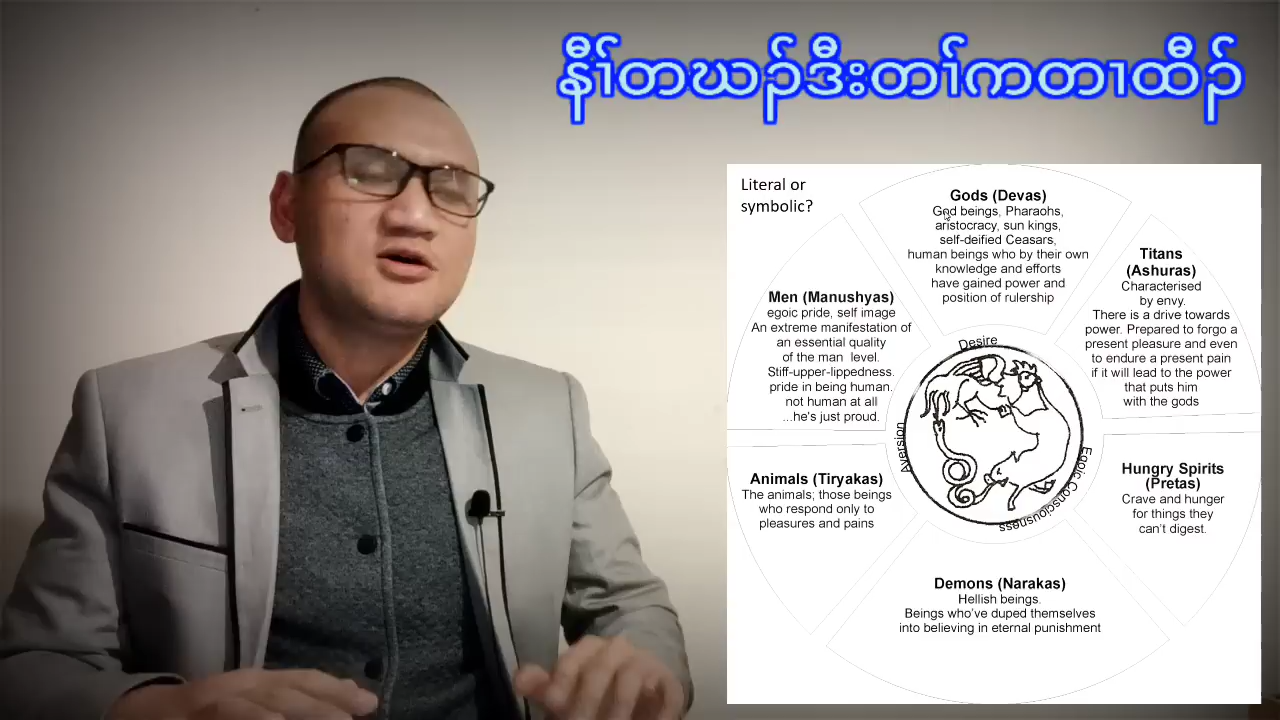 နီၢ်တဃၣ်ဒီးတၢ်ကတၢထီၣ်
Literal or
symbolic?
Gods (Devas)
God beings, Pharaohs,
aristocracy, sun kings,
self-deified Ceasars,
human beings who by their own
knowledge and efforts
have gained power and
position of rulership
Titans
(Ashuras)
Characterised
by envy.
There is a drive towards
power. Prepared to forgo a
present pleasure and even
to endure a present pain
if it will lead to the power
that puts him
with the gods
Men (Manushyas)
egoic pride, self image
An extreme manifestation of
an essential quality
of the man level.
Stiff-upper-lippedness.
pride in being human.
not human at all
...he's just proud.
Desire
Aversion
Egoic Consciousness
Animals (Tiryakas)
The animals; those beings
who respond only to
pleasures and pains
Hungry Spirits
(Pretas)
Crave and hunger
for things they
can't digest.
Demons (Narakas)
Hellish beings.
Beings who've duped themselves
into believing in eternal punishment